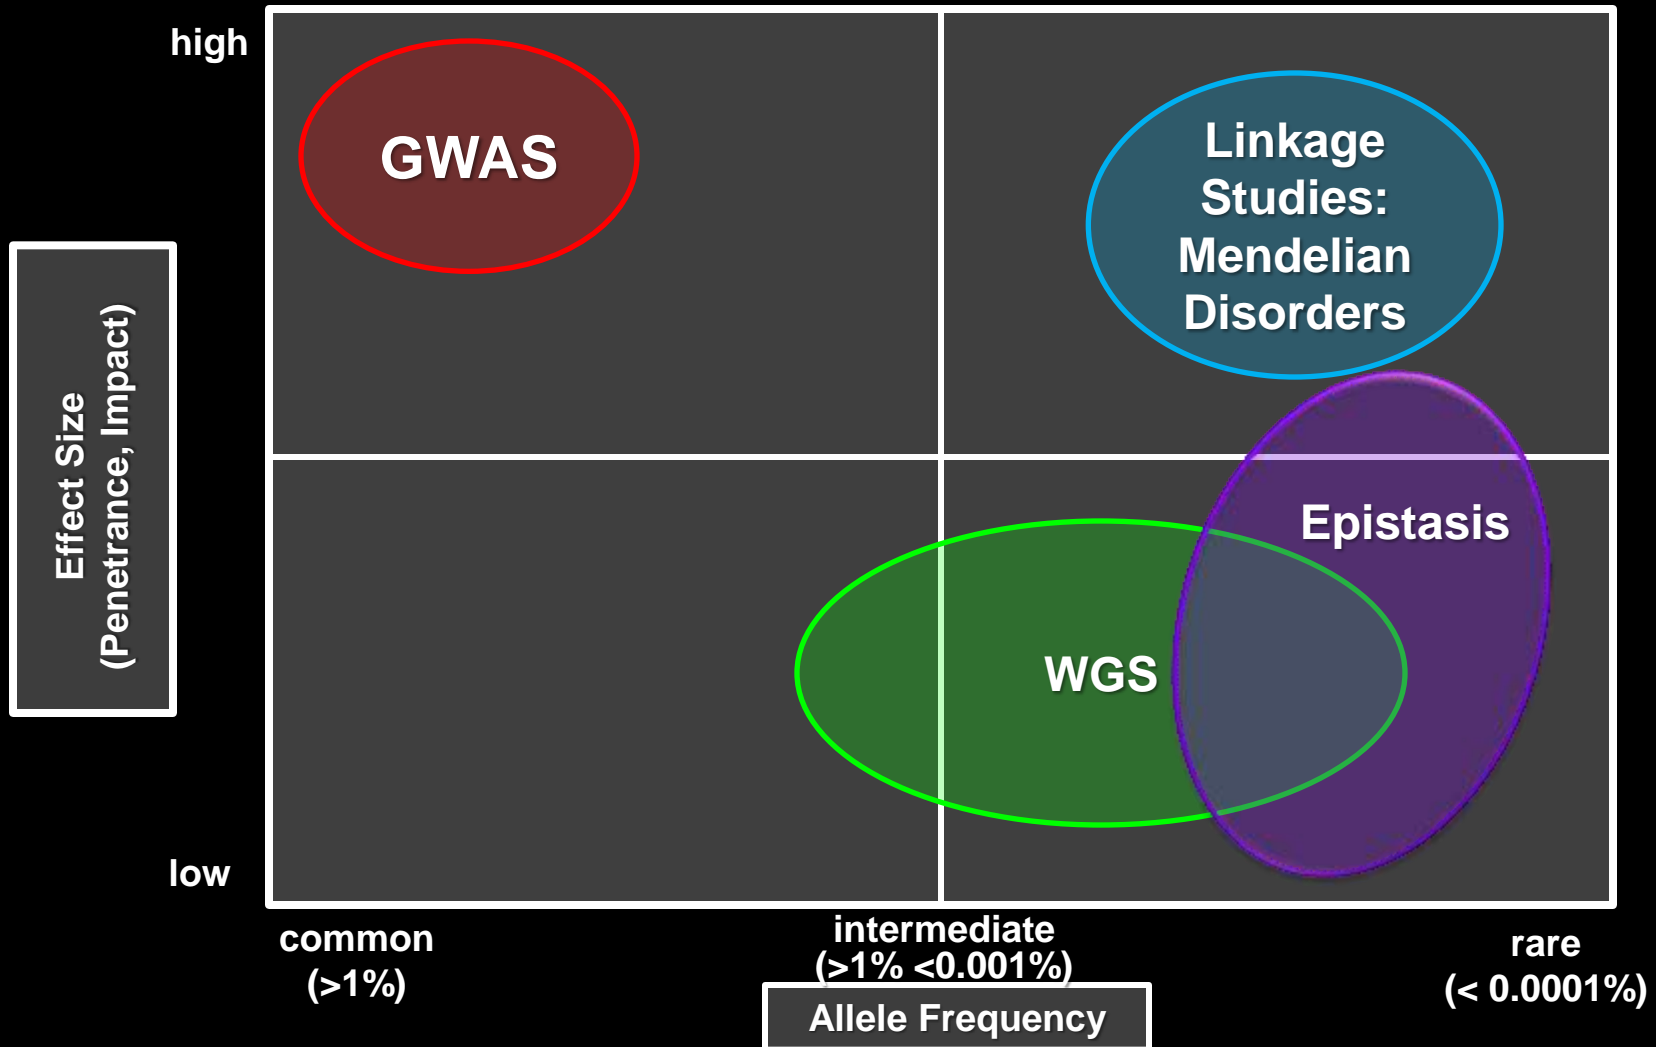 high
GWAS
Linkage
Studies:
Mendelian
Disorders
Effect Size
(Penetrance, Impact)
Epistasis
WGS
low
common
(>1%)
intermediate
(>1% <0.001%)
rare
(< 0.0001%)
Allele Frequency